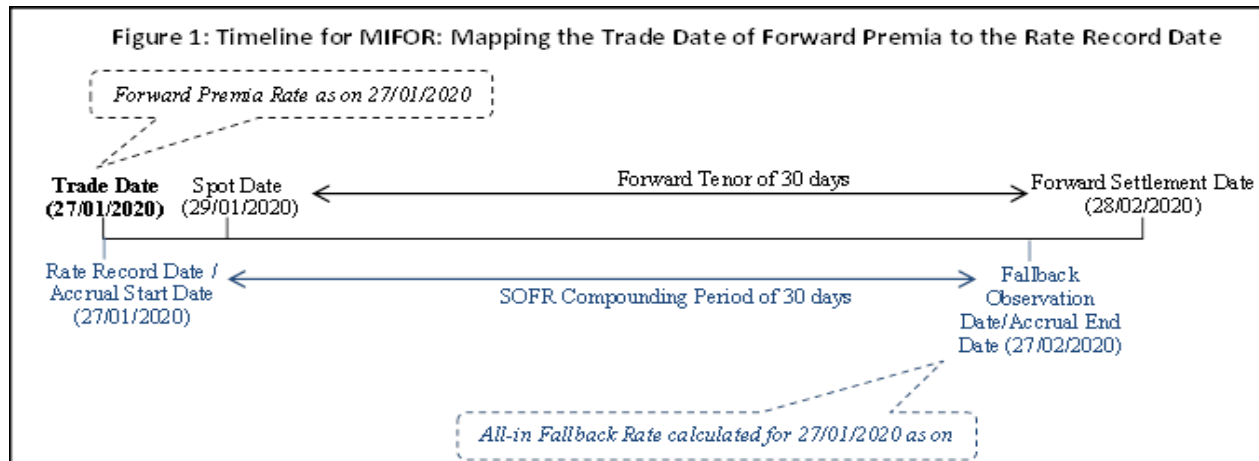 Figure 1: Timeline for MIFOR: Mapping the Trade Date of Forward Premia to the Rate Record Date
Forward Premia Rate as on 27/01/2020
Trade Date
(27/01/2020)
Spot Date
(29/01/2020)
Forward Tenor of 30 days
Forward Settlement Date
(28/02/2020)
Rate Record Date /
Accrual Start Date
(27/01/2020)
SOFR Compounding Period of 30 days
Fallback
Observation
Date/Accrual End
Date (27/02/2020)
All-in Fallback Rate calculated for 27/01/2020 as on